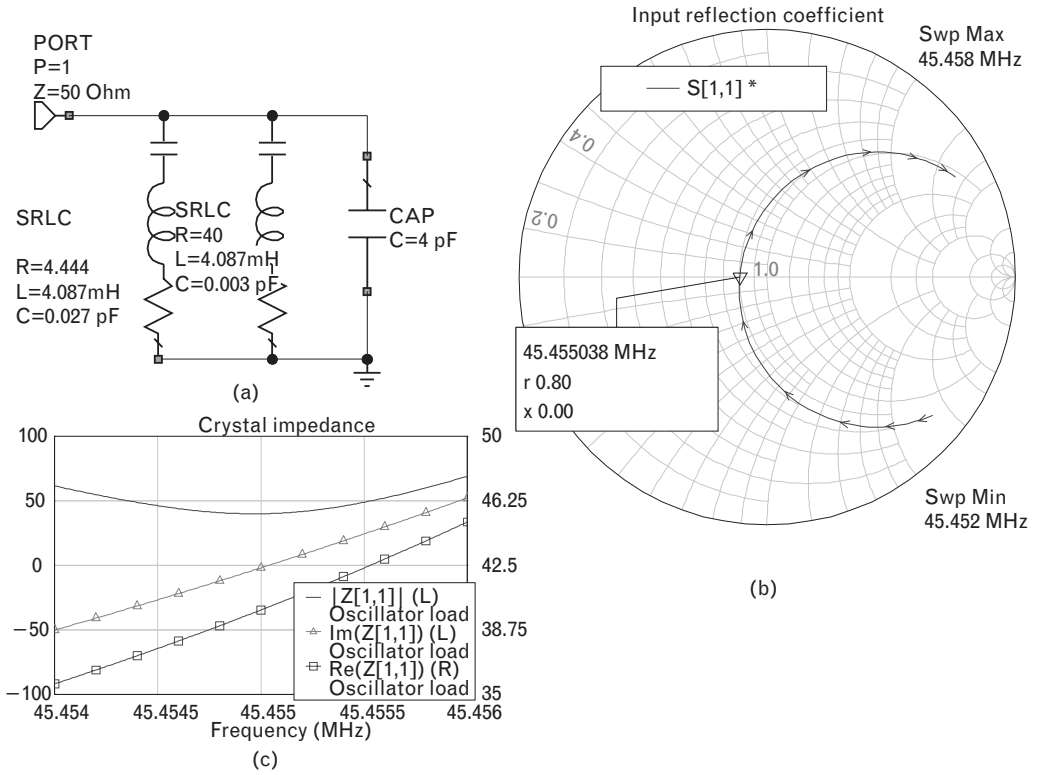 PORT
P=1
Z=50 Ohm
SRLC
R=4.444
L=4.087mH
C=0.027 pF
SRLC
R=40
L=4.087mH
C=0.003 pF
CAP
C=4 pF
(a)
Input reflection coefficient
Swp Max
45.458 MHz
S[1,1] *
0.4
0.2
1.0
45.455038 MHz
r 0.80
x 0.00
Swp Min
45.452 MHz
(b)
Crystal impedance
100
50
0
−50
−100
50
46.25
42.5
38.75
35
|Z[1,1]| (L)
Oscillator load
Im(Z[1,1]) (L)
Oscillator load
Re(Z[1,1]) (R)
Oscillator load
45.454 45.4545 45.455 45.4555 45.456
Frequency (MHz)
(c)